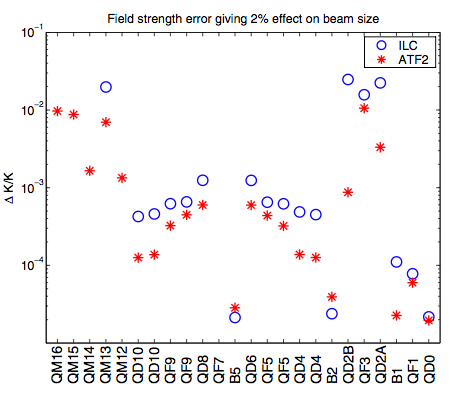 Field strength error giving 2% effect on beam size
ILC
ATF2
10⁻¹
10⁻²
10⁻³
10⁻⁴
Δ K/K
QM16
QM15
QM14
QM13
QM12
QD10
QD10
QF9
QF9
QD8
QF7
B5
QD6
QF5
QF5
QD4
QD4
B2
QD2B
QF3
QD2A
B1
QF1
QD0